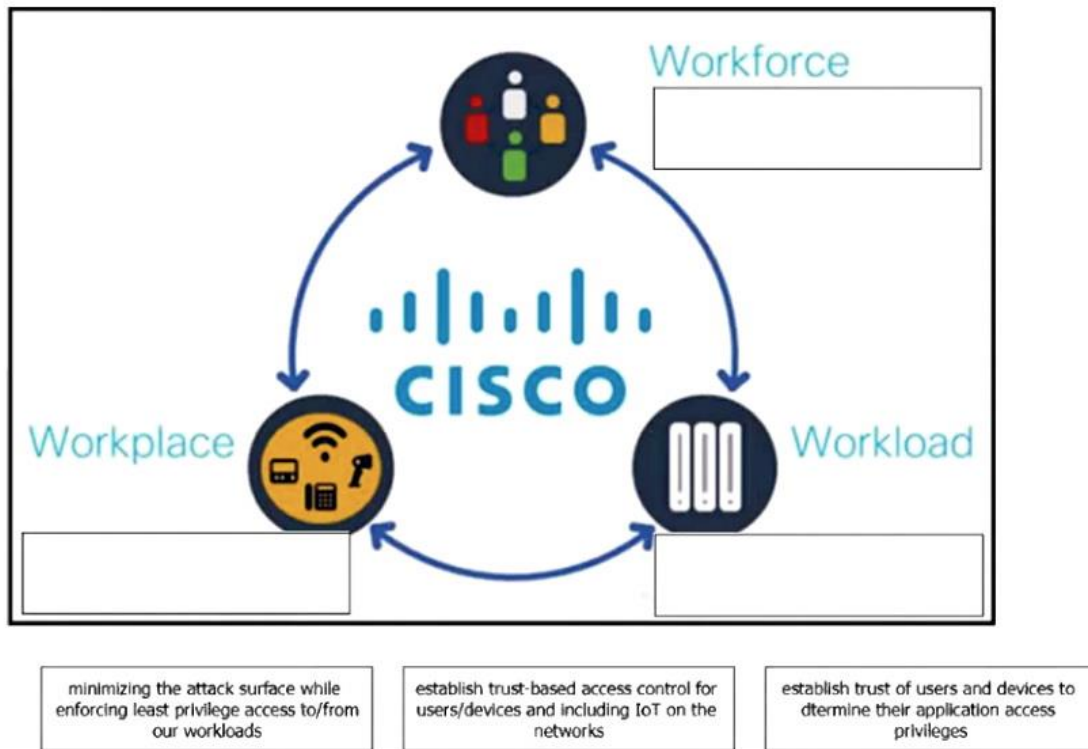 Workforce
CISCO
Workplace
Workload
minimizing the attack surface while
enforcing least privilege access to/from
our workloads
establish trust-based access control for
users/devices and including IoT on the
networks
establish trust of users and devices to
dtermine their application access
privileges